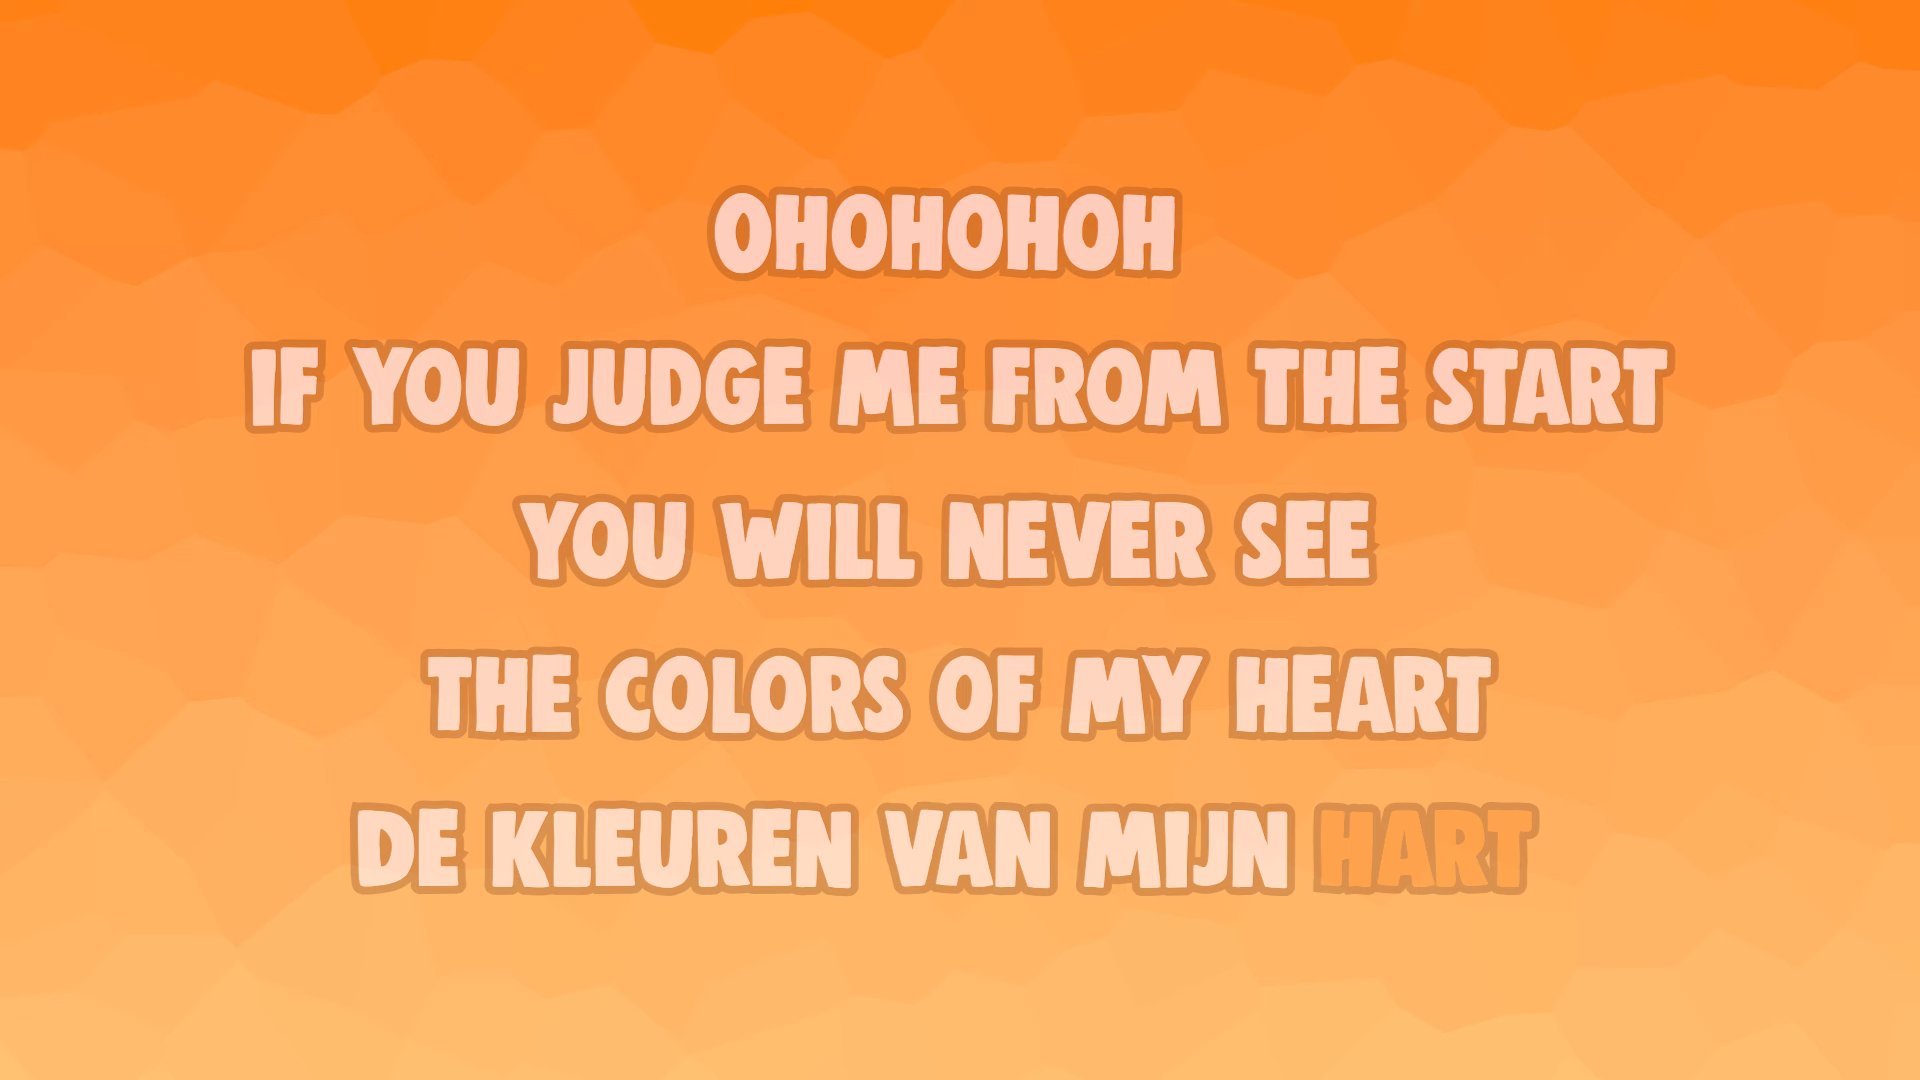 OHOHOHOH
IF YOU JUDGE ME FROM THE START
YOU WILL NEVER SEE
THE COLORS OF MY HEART
DE KLEUREN VAN MIJN HART